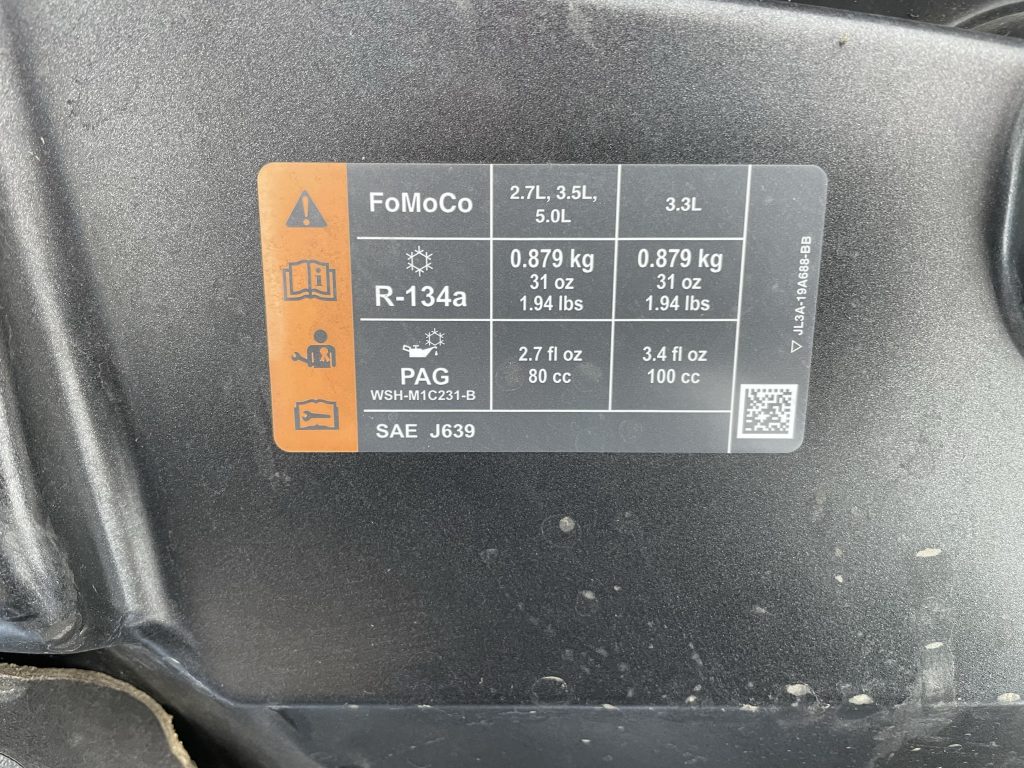 FoMoCo
2.7L, 3.5L,
5.0L
3.3L
R-134a
0.879 kg
31 oz
1.94 lbs
0.879 kg
31 oz
1.94 lbs
PAG
WSH-M1C231-B
2.7 fl oz
80 cc
3.4 fl oz
100 cc
SAE J639
JL3A-19A688-BB